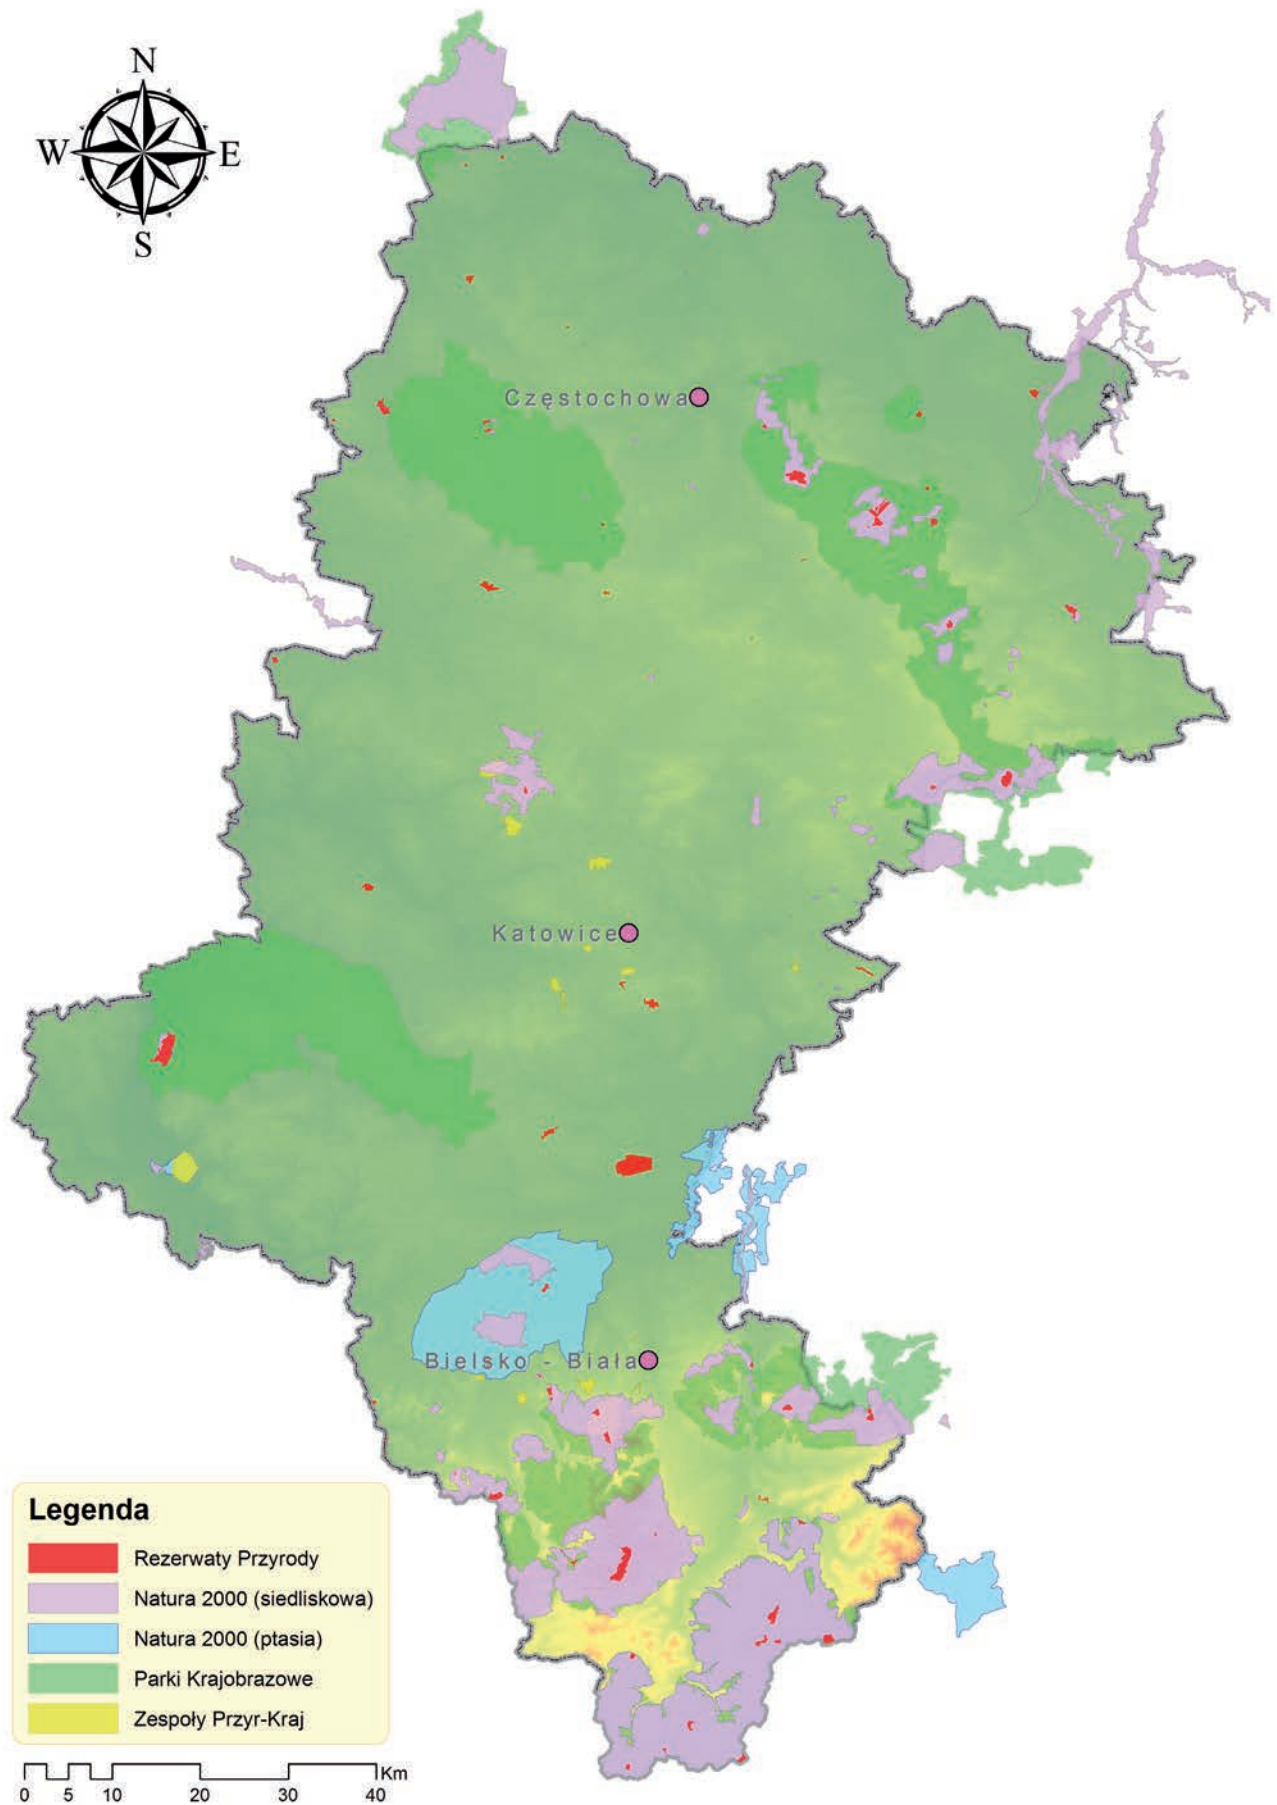 N
W E
S
Częstochowa
Katowice
Bielsko - Biała
Legenda
Rezerwaty Przyrody
Natura 2000 (siedliskowa)
Natura 2000 (ptasia)
Parki Krajobrazowe
Zespoły Przyr-Kraj
Km
0 5 10 20 30 40